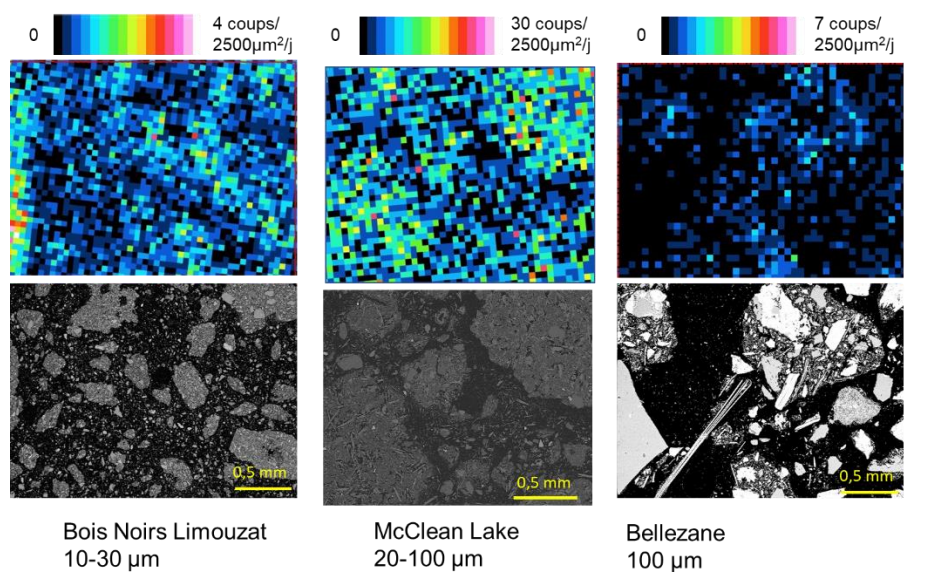 0
4 coups/
2500µm²/j
0
30 coups/
2500µm²/j
0
7 coups/
2500µm²/j
0,5 mm
0,5 mm
0,5 mm
Bois Noirs Limouzat
10-30 µm
McClean Lake
20-100 µm
Bellezane
100 µm